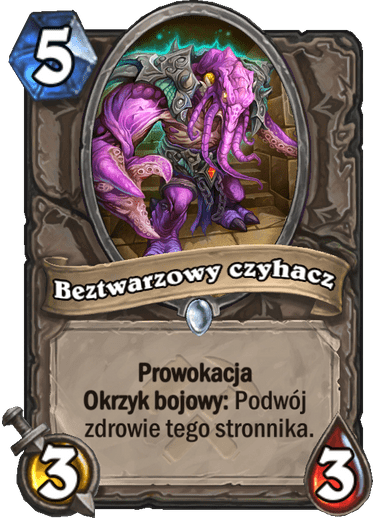 5
Beztwarzowy czyhacz
Prowokacja
Okrzyk bojowy: Podwój
zdrowie tego stronnika.
3
3